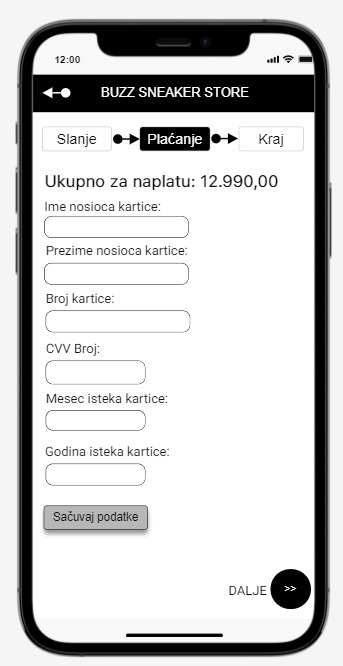 12:00
BUZZ SNEAKER STORE
Slanje Plaćanje Kraj
Ukupno za naplatu: 12.990,00
Ime nosioca kartice:
Prezime nosioca kartice:
Broj kartice:
CVV Broj:
Mesec isteka kartice:
Godina isteka kartice:
Sačuvaj podatke
DALJE >>